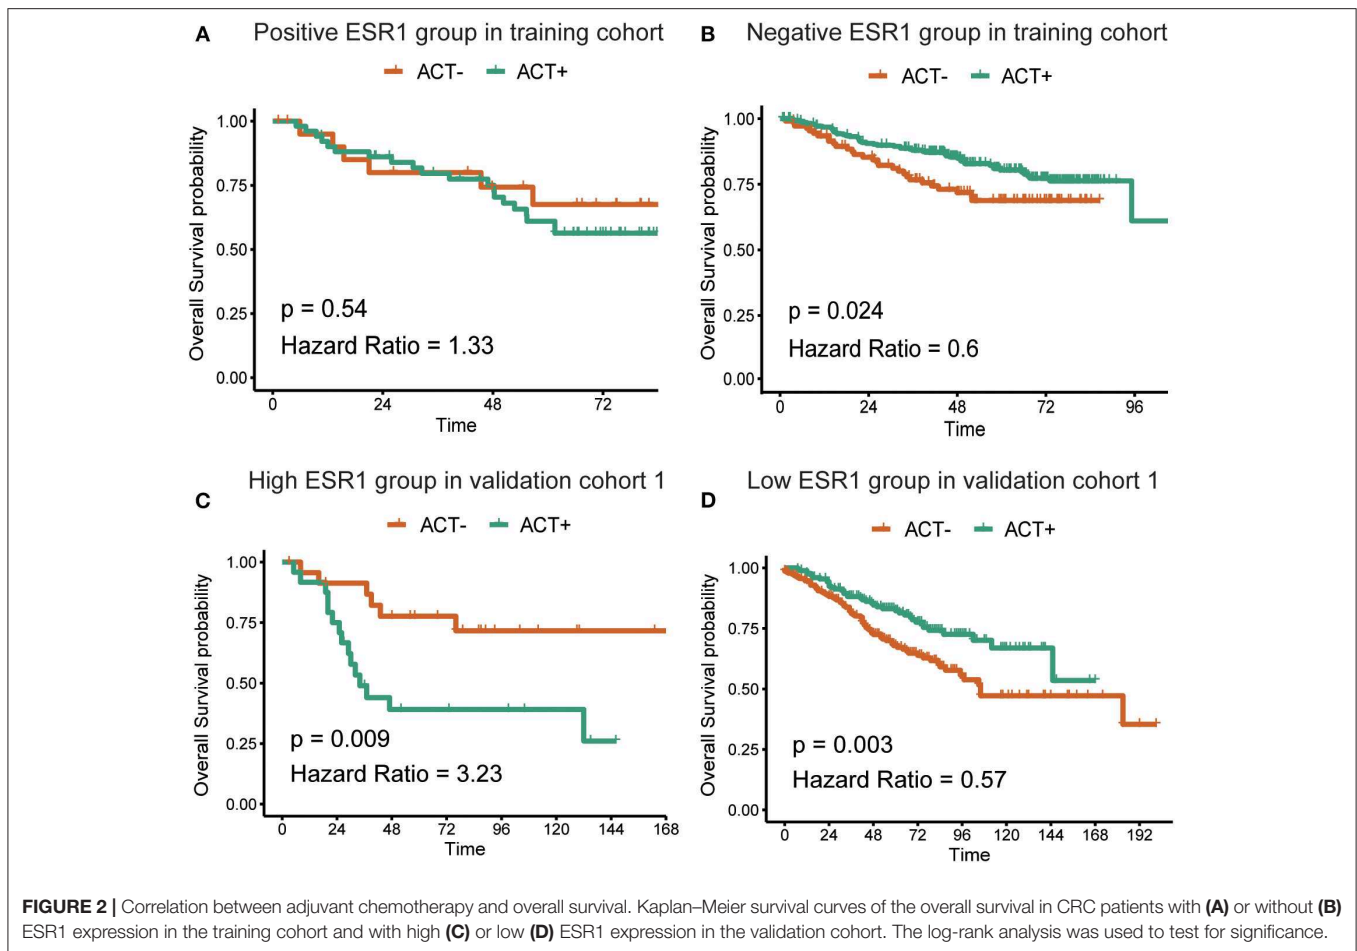 A Positive ESR1 group in training cohort
ACT- ACT+
Overall Survival probability
1.00
0.75
0.50
0.25
0.00
p = 0.54
Hazard Ratio = 1.33
0 24 48 72
Time
B Negative ESR1 group in training cohort
ACT- ACT+
Overall Survival probability
1.00
0.75
0.50
0.25
0.00
p = 0.024
Hazard Ratio = 0.6
0 24 48 72 96
Time
C High ESR1 group in validation cohort 1
ACT- ACT+
Overall Survival probability
1.00
0.75
0.50
0.25
0.00
p = 0.009
Hazard Ratio = 3.23
0 24 48 72 96 120 144 168
Time
D Low ESR1 group in validation cohort 1
ACT- ACT+
Overall Survival probability
1.00
0.75
0.50
0.25
0.00
p = 0.003
Hazard Ratio = 0.57
0 24 48 72 96 120 144 168 192
Time
FIGURE 2 | Correlation between adjuvant chemotherapy and overall survival. Kaplan–Meier survival curves of the overall survival in CRC patients with (A) or without (B)
ESR1 expression in the training cohort and with high (C) or low (D) ESR1 expression in the validation cohort. The log-rank analysis was used to test for significance.